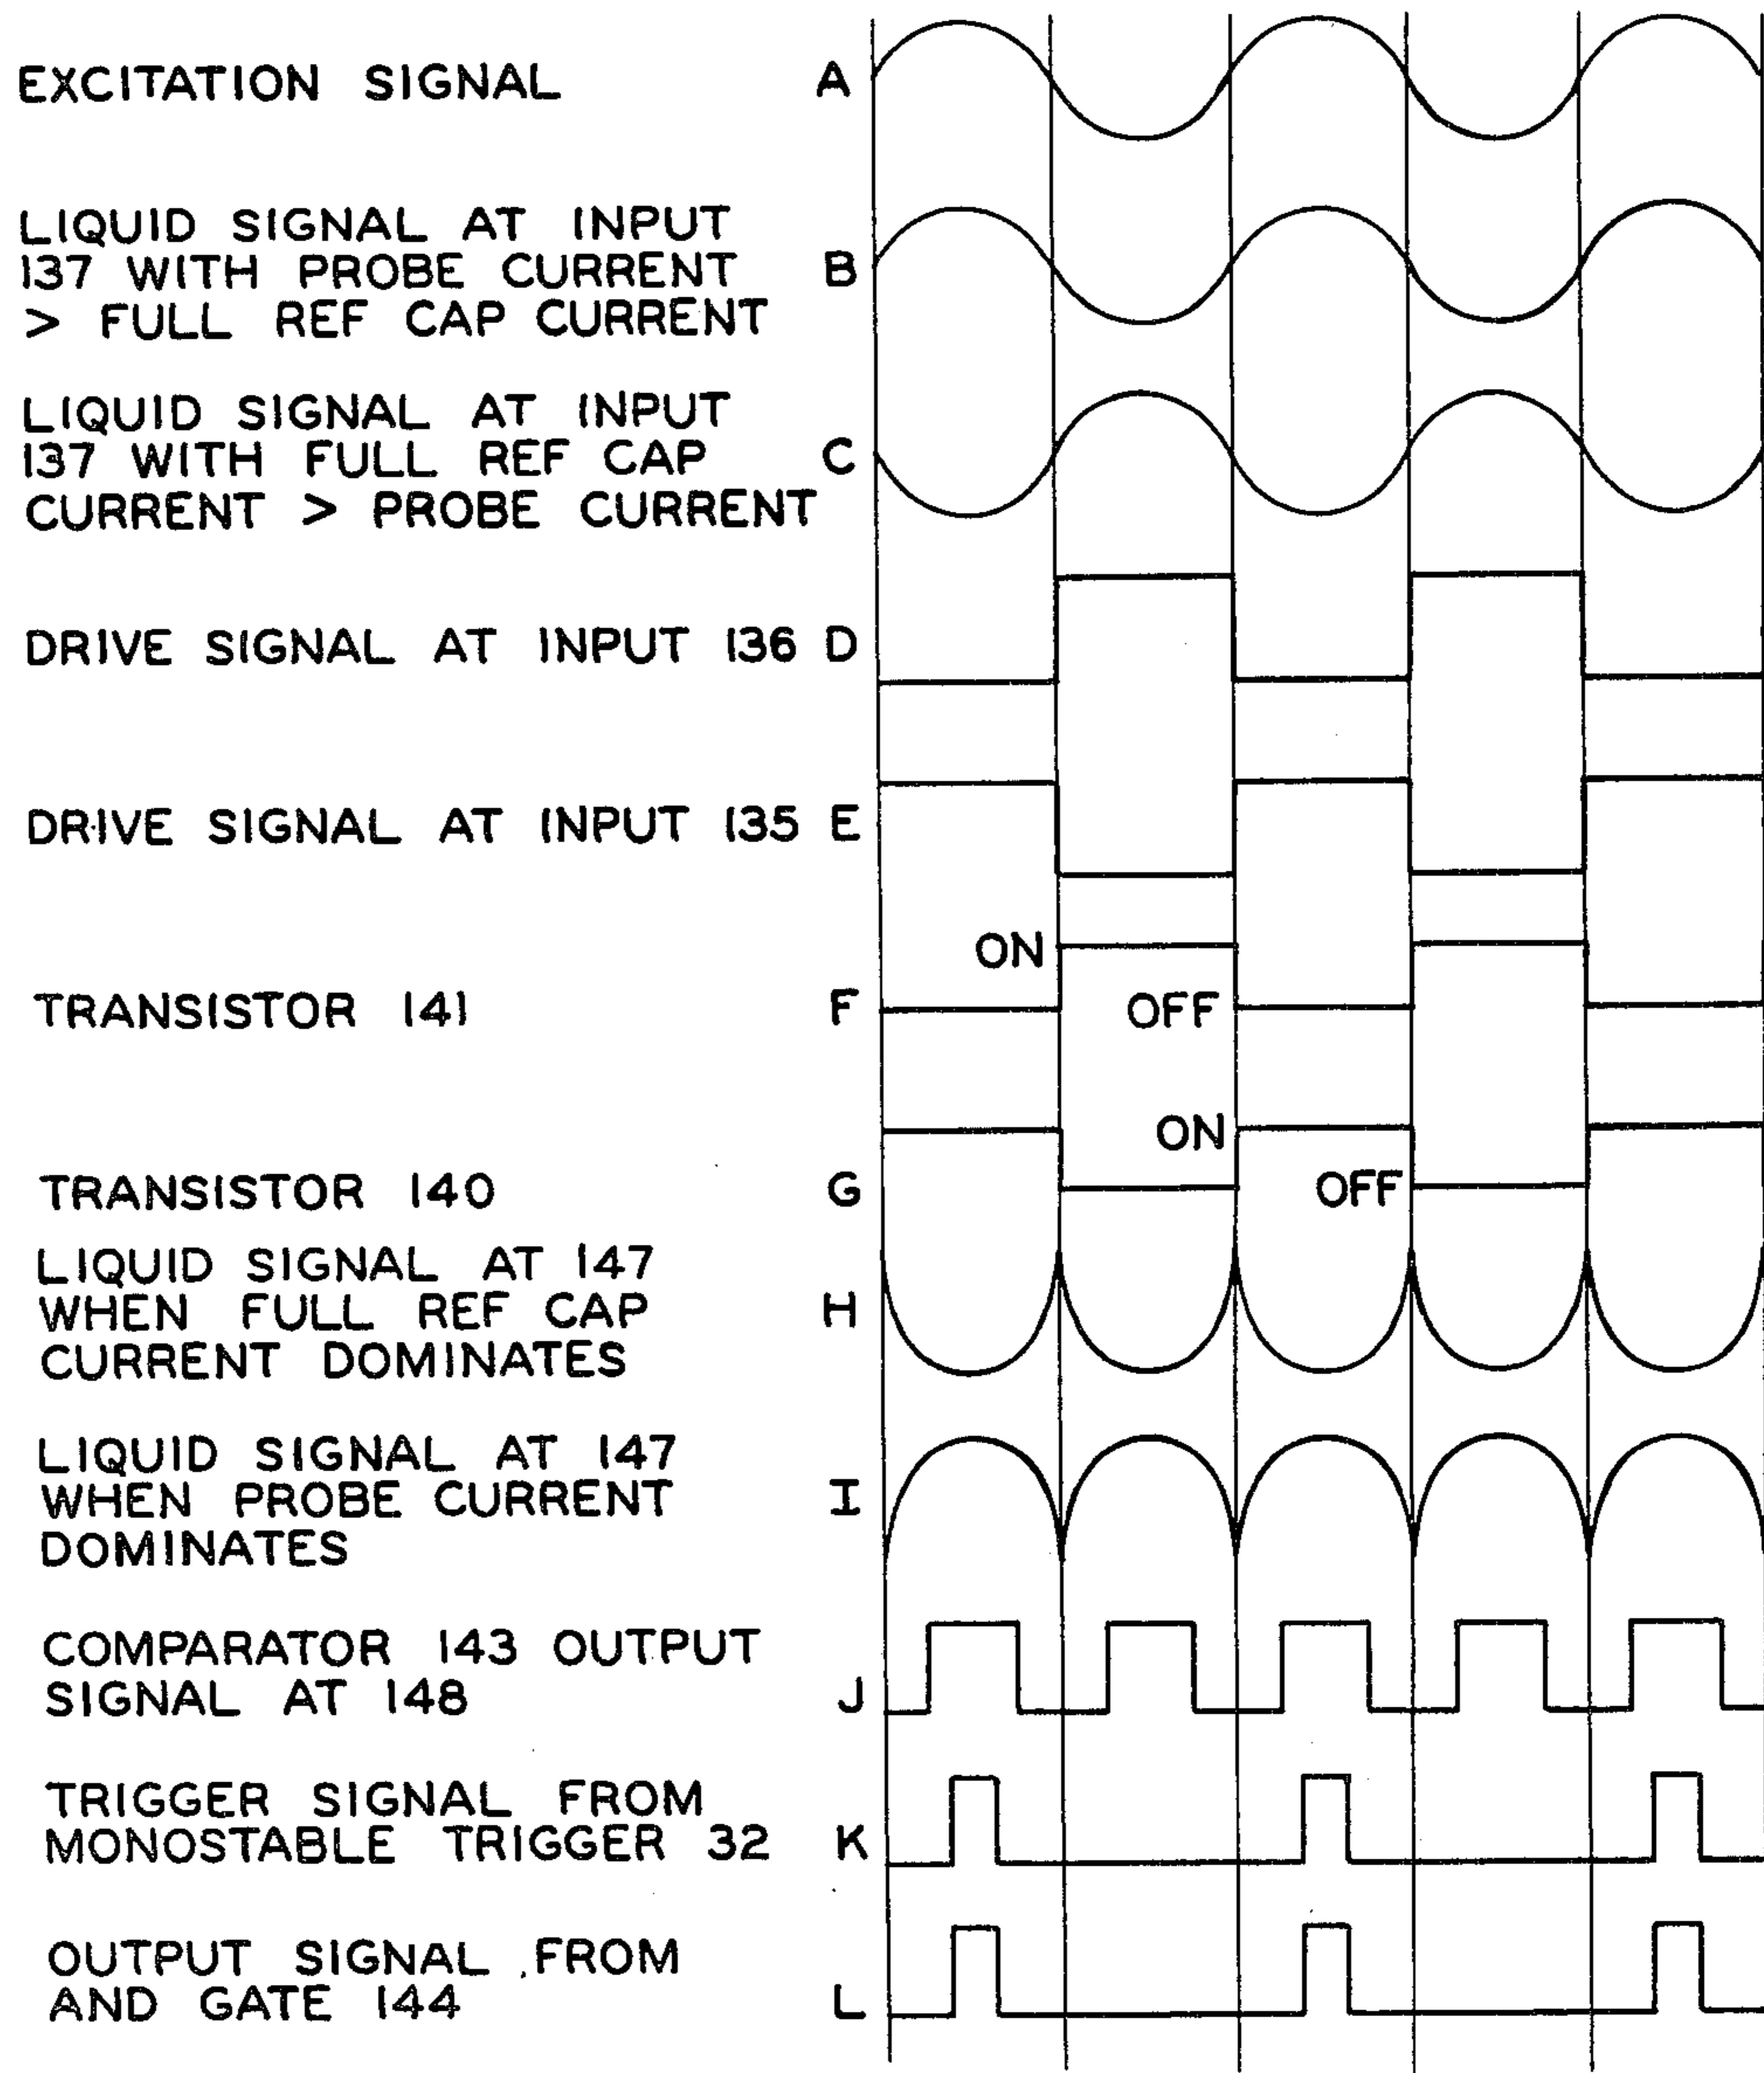 EXCITATION SIGNAL A
LIQUID SIGNAL AT INPUT
137 WITH PROBE CURRENT B
> FULL REF CAP CURRENT
LIQUID SIGNAL AT INPUT
137 WITH FULL REF CAP C
CURRENT > PROBE CURRENT
DRIVE SIGNAL AT INPUT 136 D
DRIVE SIGNAL AT INPUT 135 E
ON
TRANSISTOR 141 F OFF
ON
TRANSISTOR 140 G OFF
LIQUID SIGNAL AT 147
WHEN FULL REF CAP H
CURRENT DOMINATES
LIQUID SIGNAL AT 147
WHEN PROBE CURRENT I
DOMINATES
COMPARATOR 143 OUTPUT
SIGNAL AT 148 J
TRIGGER SIGNAL FROM
MONOSTABLE TRIGGER 32 K
OUTPUT SIGNAL FROM
AND GATE 144 L